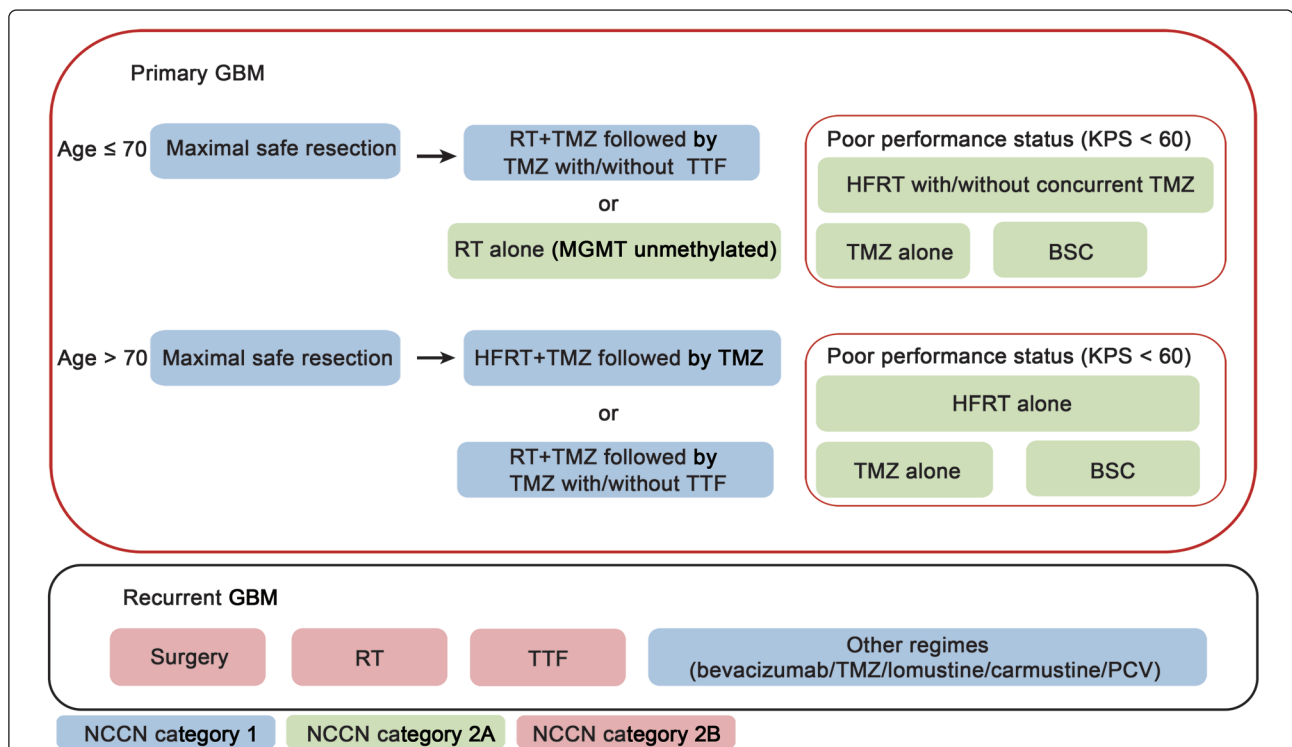 Primary GBM
Age ≤ 70
Maximal safe resection
RT+TMZ followed by
TMZ with/without TTF
or
RT alone (MGMT unmethylated)
Poor performance status (KPS < 60)
HFRT with/without concurrent TMZ
TMZ alone
BSC
Age > 70
Maximal safe resection
HFRT+TMZ followed by TMZ
or
RT+TMZ followed by
TMZ with/without TTF
Poor performance status (KPS < 60)
HFRT alone
TMZ alone
BSC
Recurrent GBM
Surgery
RT
TTF
Other regimes
(bevacizumab/TMZ/lomustine/carmustine/PCV)
NCCN category 1
NCCN category 2A
NCCN category 2B